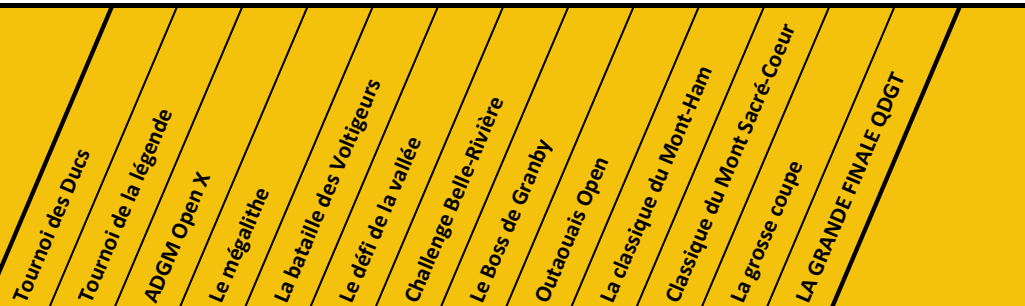 Tournoi des Ducs
Tournoi de la légende
ADGM Open X
Le mégalithe
La bataille des Voltigeurs
Le défi de la vallée
Challenge Belle-Rivière
Le Boss de Granby
Outaouais Open
La classique du Mont-Ham
Classique du Mont Sacré-Coeur
La grosse coupe
LA GRANDE FINALE QDGT